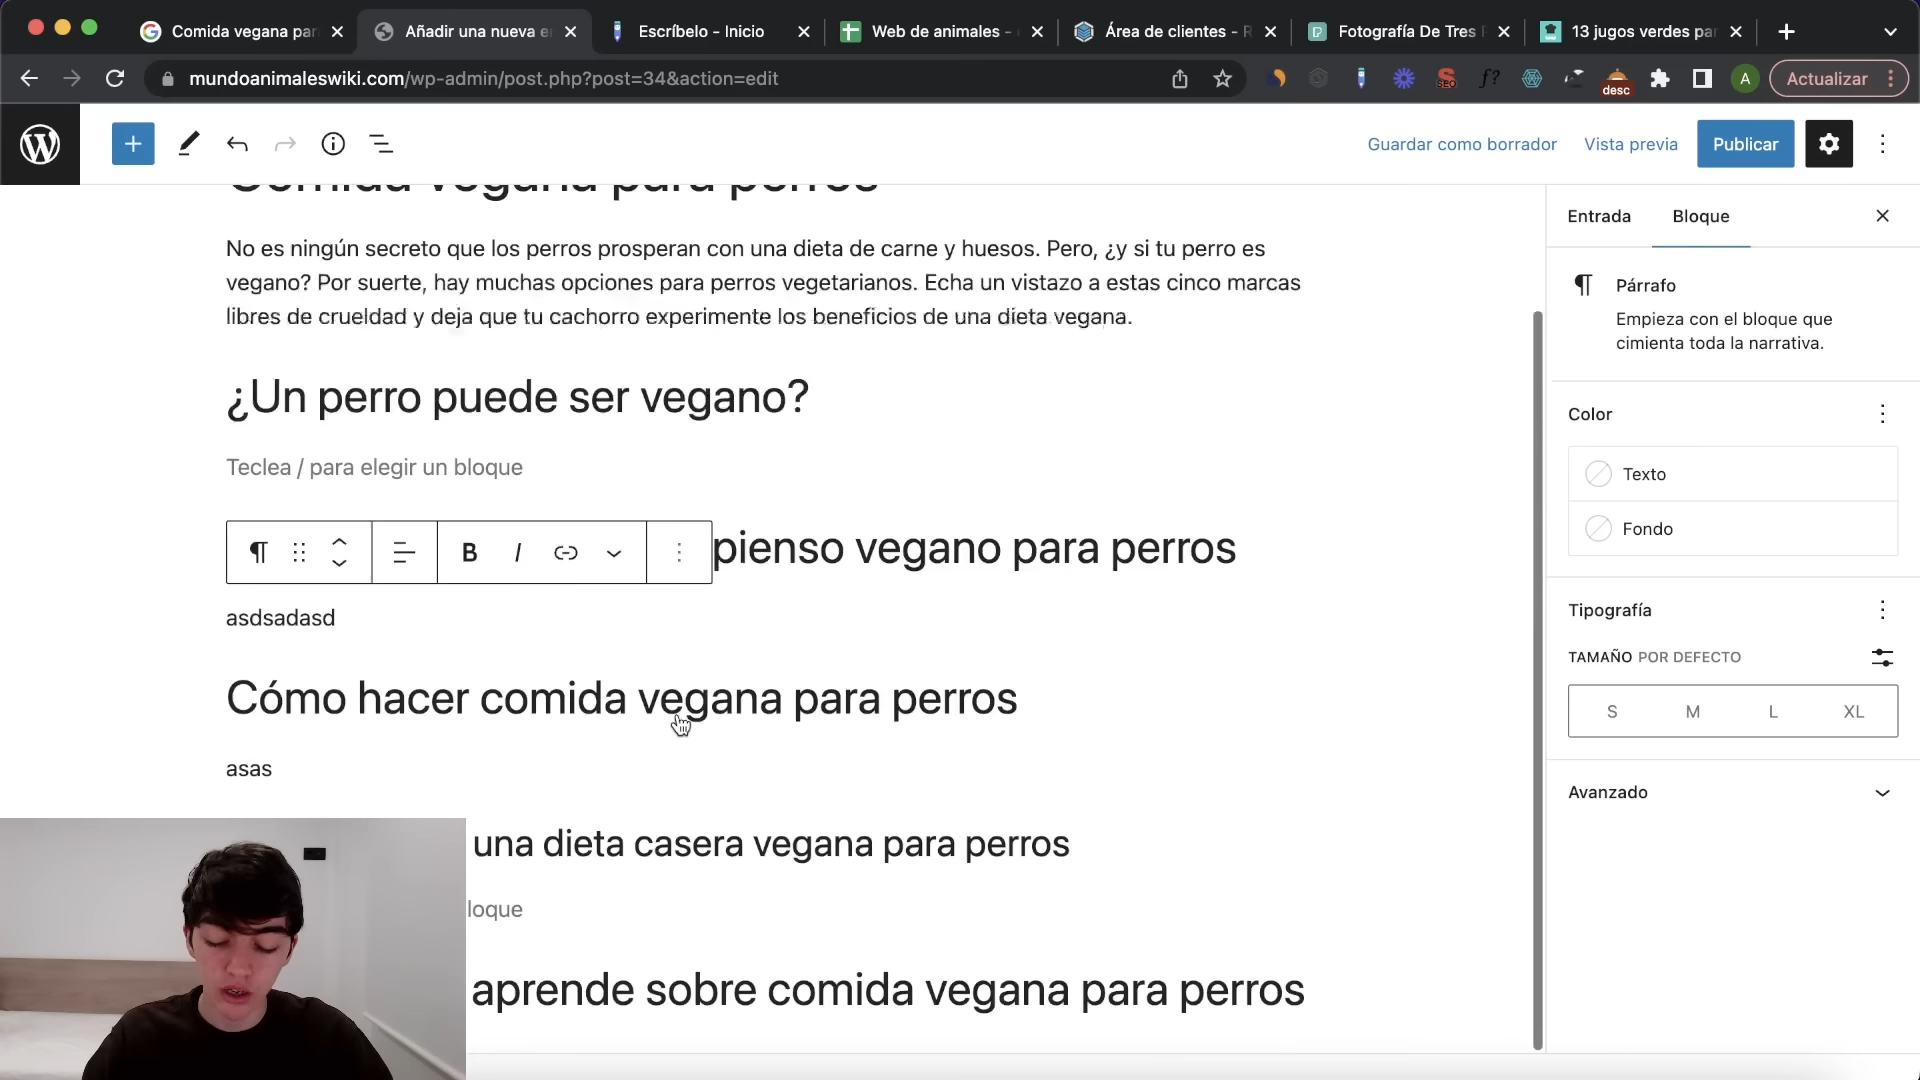 Comida vegana par
Añadir una nueva e
Escríbelo - Inicio
Web de animales -
Área de clientes - R
Fotografía De Tres P
13 jugos verdes pa
mundoanimaleswiki.com/wp-admin/post.php?post=34&action=edit
SEO
f?
desc
A
Actualizar
Guardar como borrador
Vista previa
Publicar
Comida vegana para perros
Entrada
Bloque
No es ningún secreto que los perros prosperan con una dieta de carne y huesos. Pero, ¿y si tu perro es
vegano? Por suerte, hay muchas opciones para perros vegetarianos. Echa un vistazo a estas cinco marcas
libres de crueldad y deja que tu cachorro experimente los beneficios de una dieta vegana.
Párrafo
Empieza con el bloque que
cimienta toda la narrativa.
¿Un perro puede ser vegano?
Color
Teclea / para elegir un bloque
Texto
Fondo
B I
pienso vegano para perros
asdsadasd
Tipografía
TAMAÑO POR DEFECTO
Cómo hacer comida vegana para perros
S M L XL
asas
Avanzado
una dieta casera vegana para perros
loque
aprende sobre comida vegana para perros